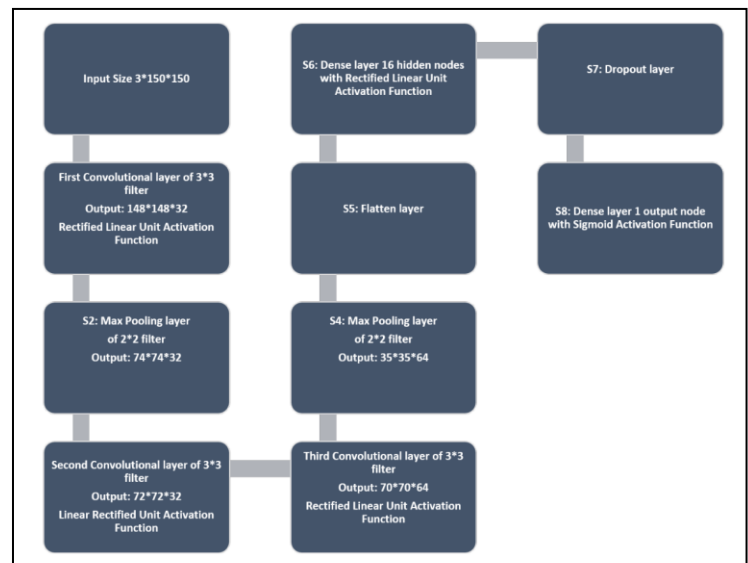 Input Size 3*150*150
First Convolutional layer of 3*3
filter
Output: 148*148*32
Rectified Linear Unit Activation
Function
S2: Max Pooling layer
of 2*2 filter
Output: 74*74*32
Second Convolutional layer of 3*3
filter
Output: 72*72*32
Linear Rectified Unit Activation
Function
Third Convolutional layer of 3*3
filter
Output: 70*70*64
Rectified Linear Unit Activation
Function
S4: Max Pooling layer
of 2*2 filter
Output: 35*35*64
S5: Flatten layer
S6: Dense layer 16 hidden nodes
with Rectified Linear Unit
Activation Function
S7: Dropout layer
S8: Dense layer 1 output node
with Sigmoid Activation Function